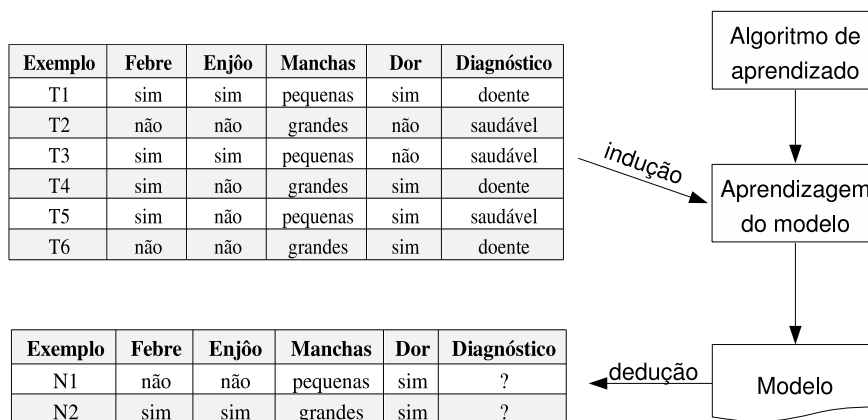 Algoritmo de
aprendizado
Exemplo Febre Enjôo Manchas Dor Diagnóstico
T1 sim sim pequenas sim doente
T2 não não grandes não saudável
T3 sim sim pequenas não saudável
T4 sim não grandes sim doente
T5 sim não pequenas sim saudável
T6 não não grandes sim doente
indução
Aprendizagem
do modelo
Exemplo Febre Enjôo Manchas Dor Diagnóstico
N1 não não pequenas sim ?
N2 sim sim grandes sim ?
dedução
Modelo